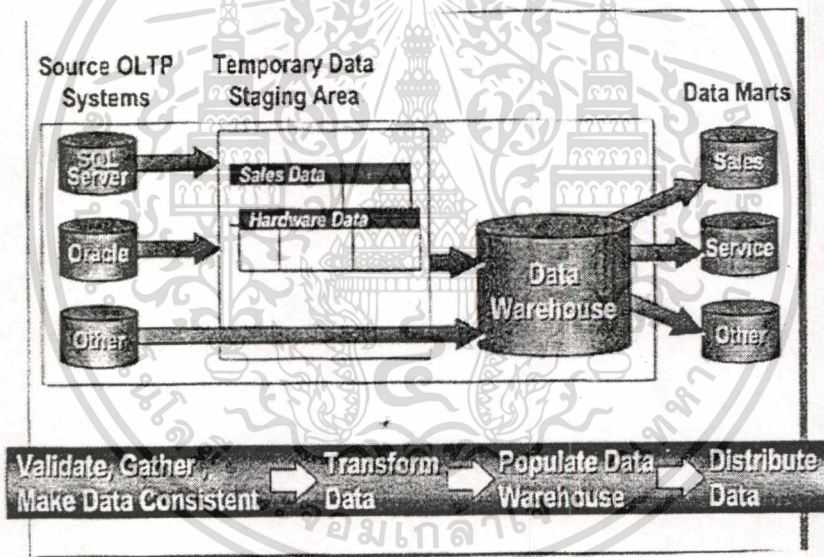 Source OLTP
Systems
Temporary Data
Staging Area
Data Marts
SQL
Server
Oracle
Other
Sales Data
Hardware Data
Data
Warehouse
Sales
Service
Other
Validate, Gather,
Make Data Consistent
Transform
Data
Populate Data
Warehouse
Distribute
Data